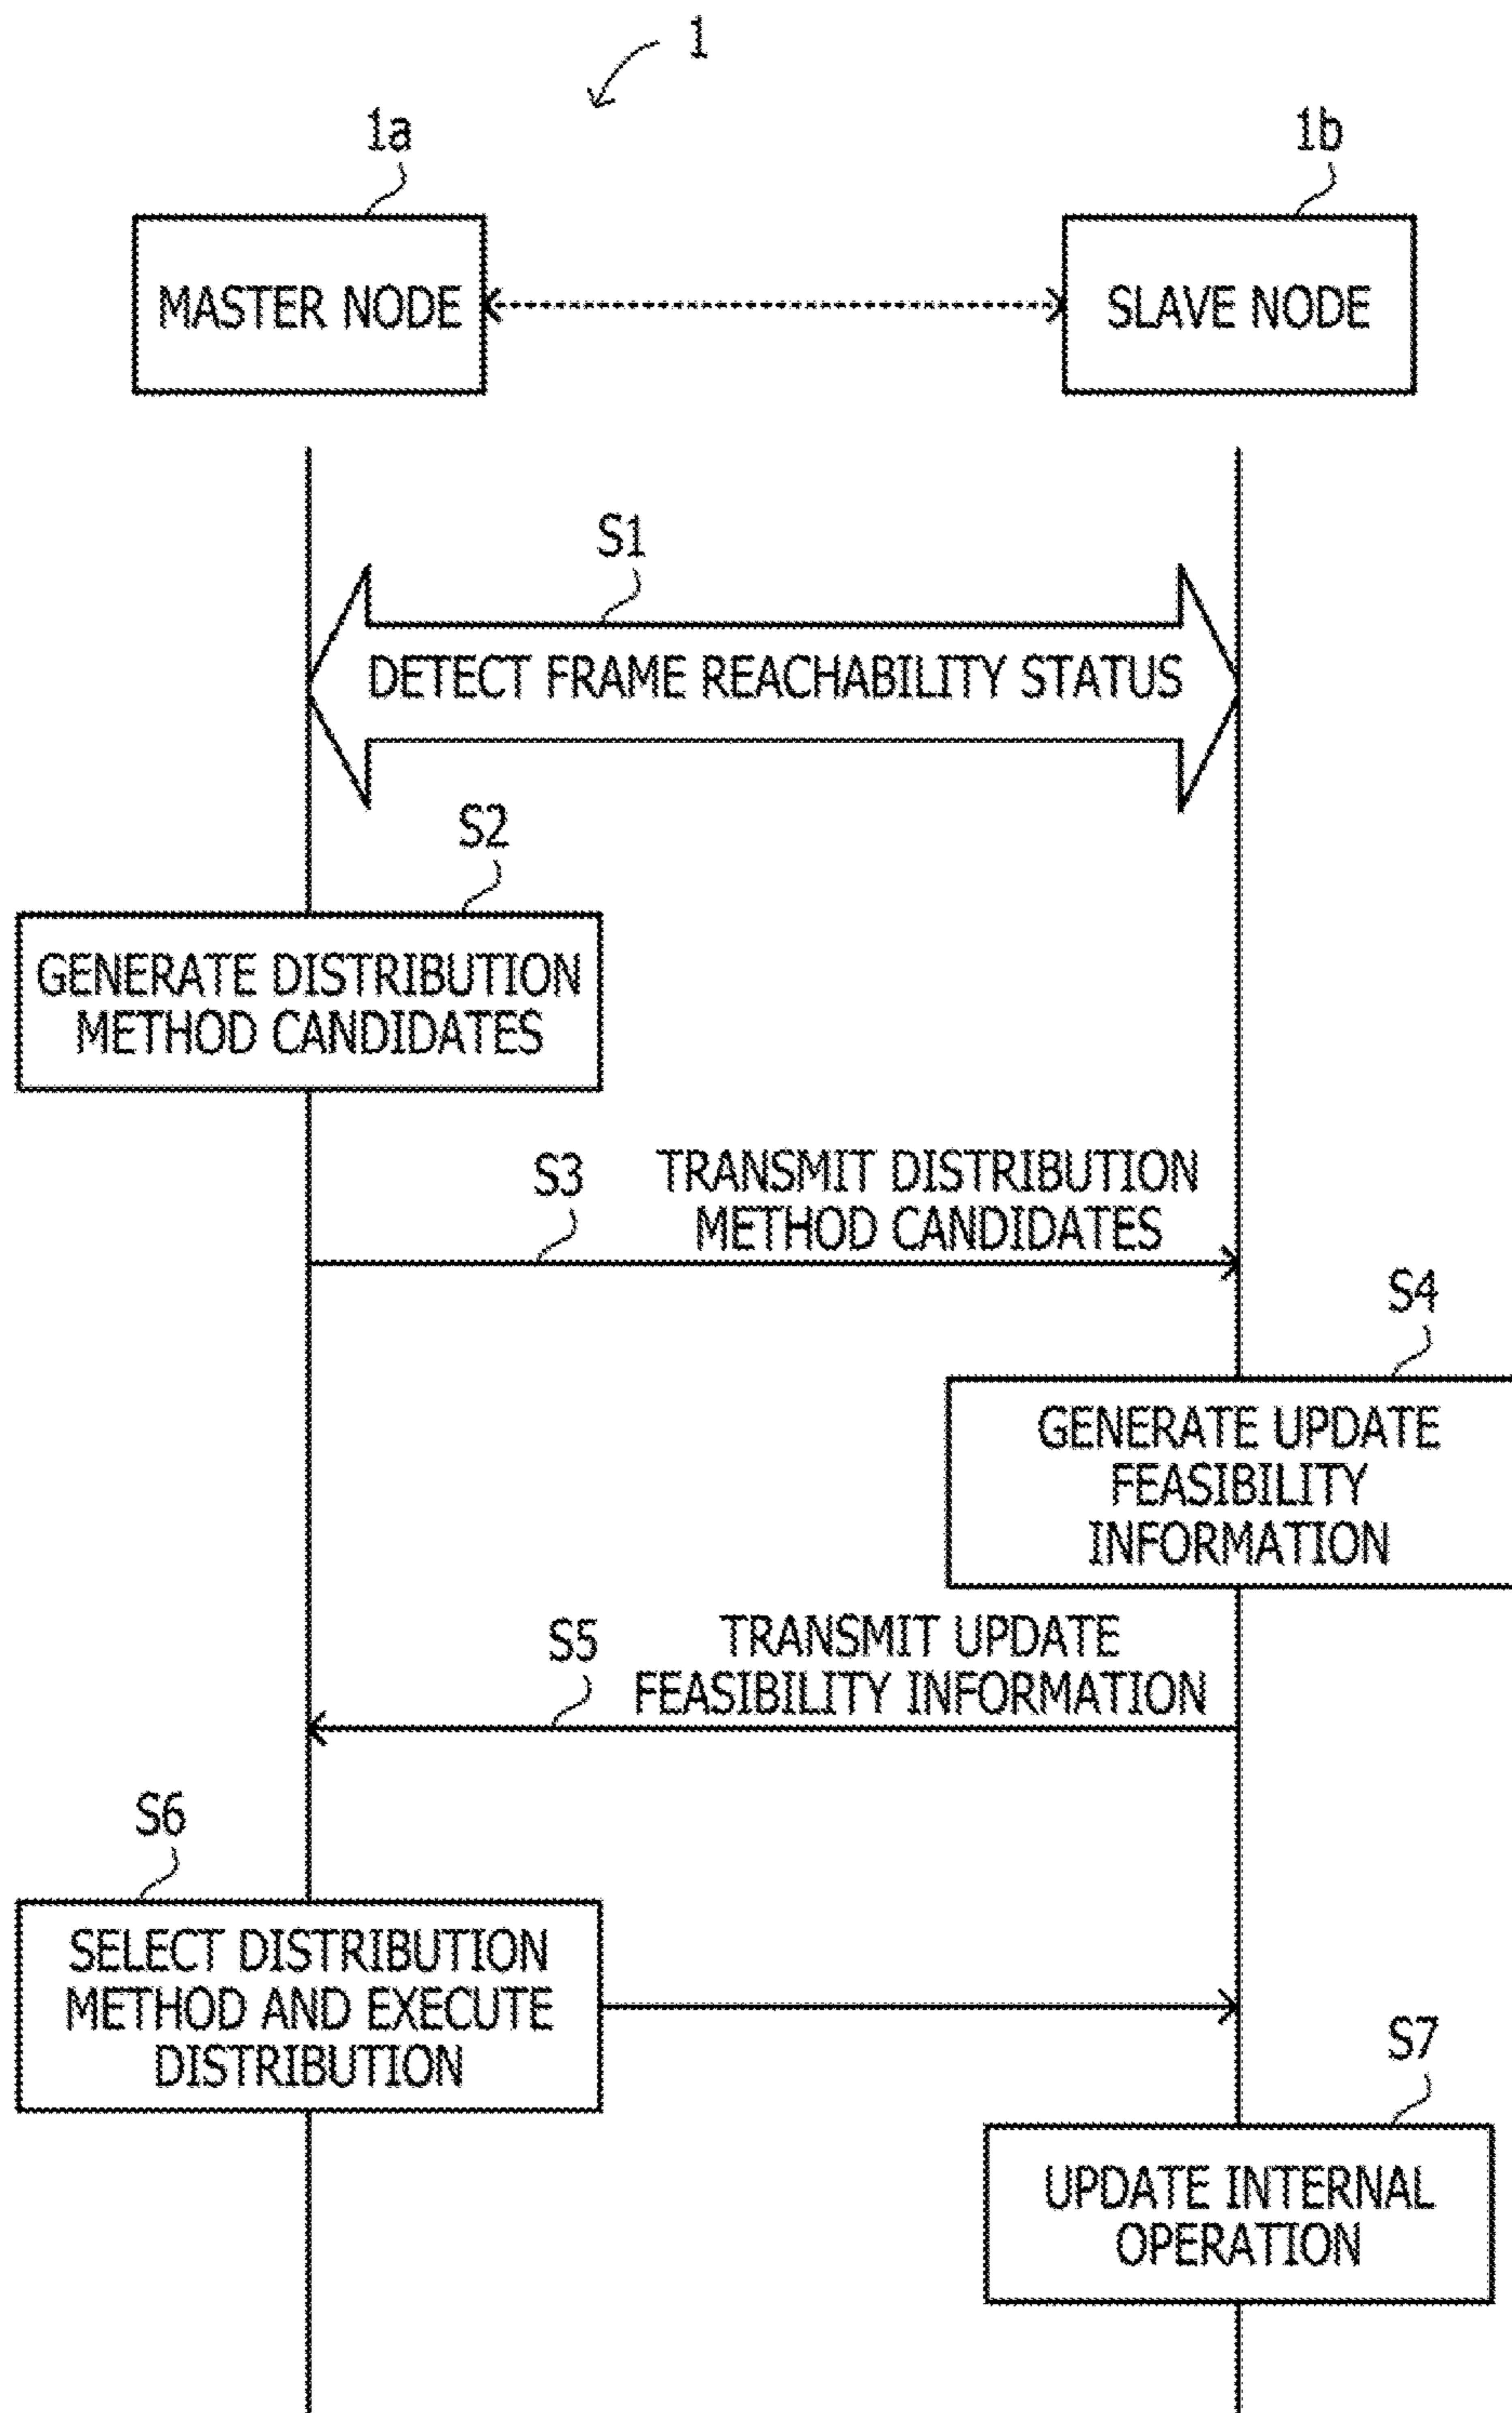 1
1a
1b
MASTER NODE
SLAVE NODE
S1
DETECT FRAME REACHABILITY STATUS
S2
GENERATE DISTRIBUTION
METHOD CANDIDATES
S3
TRANSMIT DISTRIBUTION
METHOD CANDIDATES
S4
GENERATE UPDATE
FEASIBILITY
INFORMATION
S5
TRANSMIT UPDATE
FEASIBILITY INFORMATION
S6
SELECT DISTRIBUTION
METHOD AND EXECUTE
DISTRIBUTION
S7
UPDATE INTERNAL
OPERATION